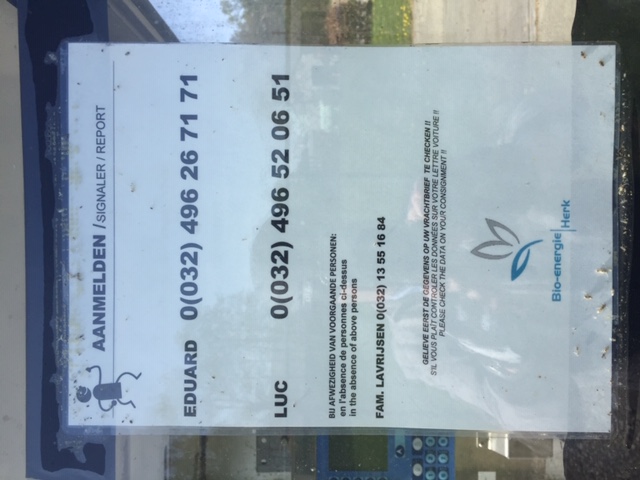 AANMELDEN / SIGNALER / REPORT
EDUARD 0(032) 496 26 71 71
LUC 0(032) 496 52 06 51
BIJ AFWEZIGHEID VAN VOORGAANDE PERSONEN:
en l'absence de personnes ci-dessus
in the absence of above persons
FAM. LAVRIJSEN 0(032) 13 55 16 84
GELIEVE EERST DE GEGEVENS OP UW VRACHTBRIEF TE CHECKEN !!
S'IL VOUS PLAÎT CONTRÔLER LES DONNÉES SUR VOTRE LETTRE VOITURE !!
PLEASE CHECK THE DATA ON YOUR CONSIGNMENT !!
Bio-energie Herk